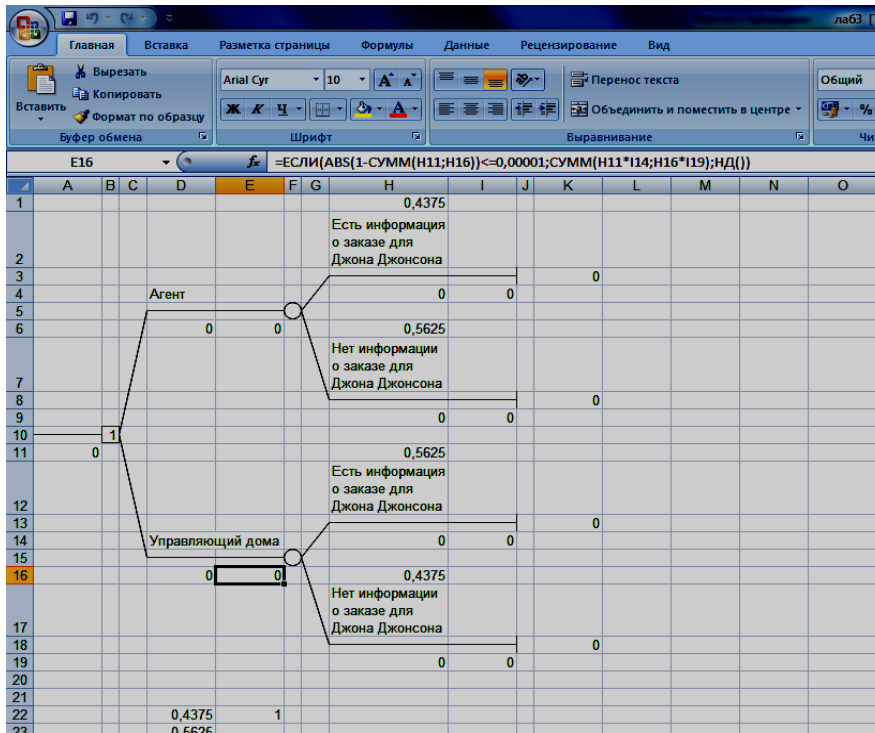 лаб3 [
Главная Вставка Разметка страницы Формулы Данные Рецензирование Вид
Вставить
Вырезать
Копировать
Формат по образцу
Буфер обмена
Arial Cyr 10
Ж К Ч
Шрифт
Перенос текста
Объединить и поместить в центре
Выравнивание
Общий
%
Чи
E16 fx =ЕСЛИ(ABS(1-СУММ(H11;H16))<=0,00001;СУММ(H11*I14;H16*I19);НД())
A B C D E F G H I J K L M N O
1 0,4375
Есть информация
о заказе для
2 Джона Джонсона
3 0
4 Агент 0 0
5
6 0 0 0,5625
Нет информации
о заказе для
7 Джона Джонсона
8 0
9 0 0
10 1
11 0 0,5625
Есть информация
о заказе для
12 Джона Джонсона
13 0
14 Управляющий дома 0 0
15
16 0 0 0,4375
Нет информации
о заказе для
17 Джона Джонсона
18 0
19 0 0
20
21
22 0,4375 1
23 0,5625